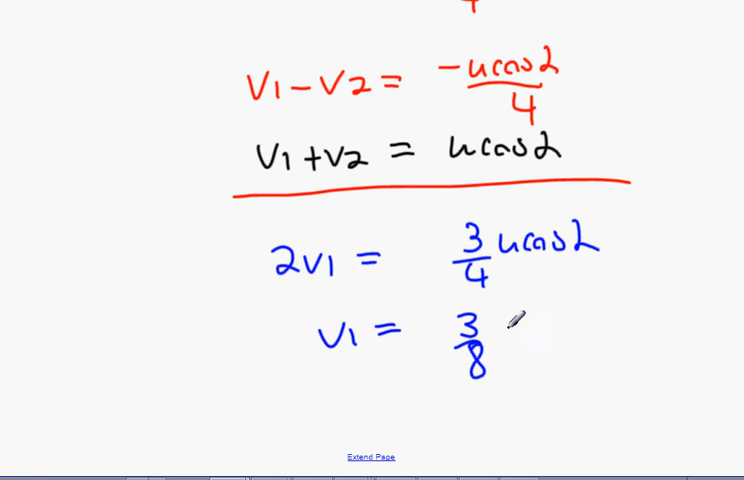 V1 - V2 = -ucosα/4
V1 + V2 = ucosα
2V1 = 3/4 ucosα
V1 = 3/8
Extend Page